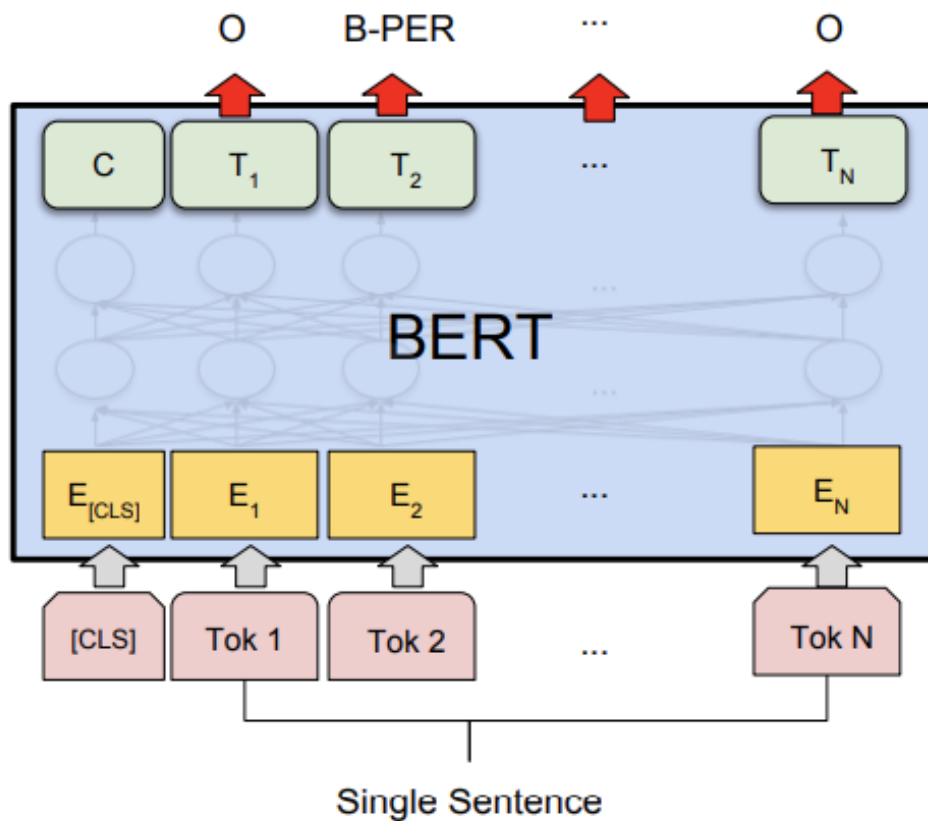 O B-PER ... O
C T1 T2 ... TN
...
BERT
...
E[CLS] E1 E2 ... EN
[CLS] Tok 1 Tok 2 ... Tok N
Single Sentence